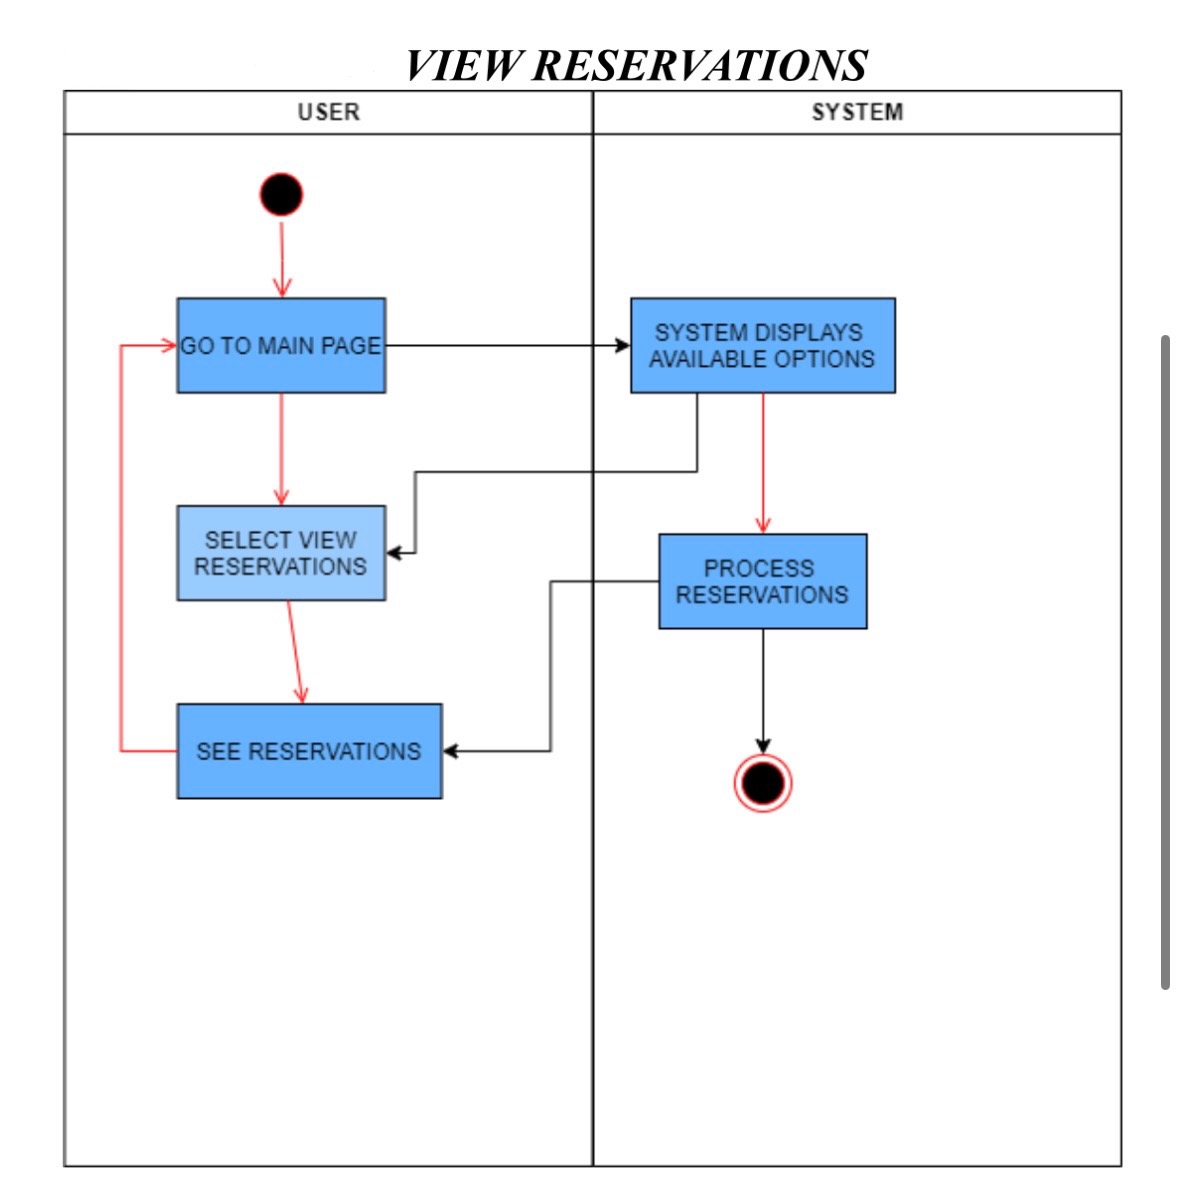 VIEW RESERVATIONS
USER
SYSTEM
GO TO MAIN PAGE
SYSTEM DISPLAYS
AVAILABLE OPTIONS
SELECT VIEW
RESERVATIONS
PROCESS
RESERVATIONS
SEE RESERVATIONS